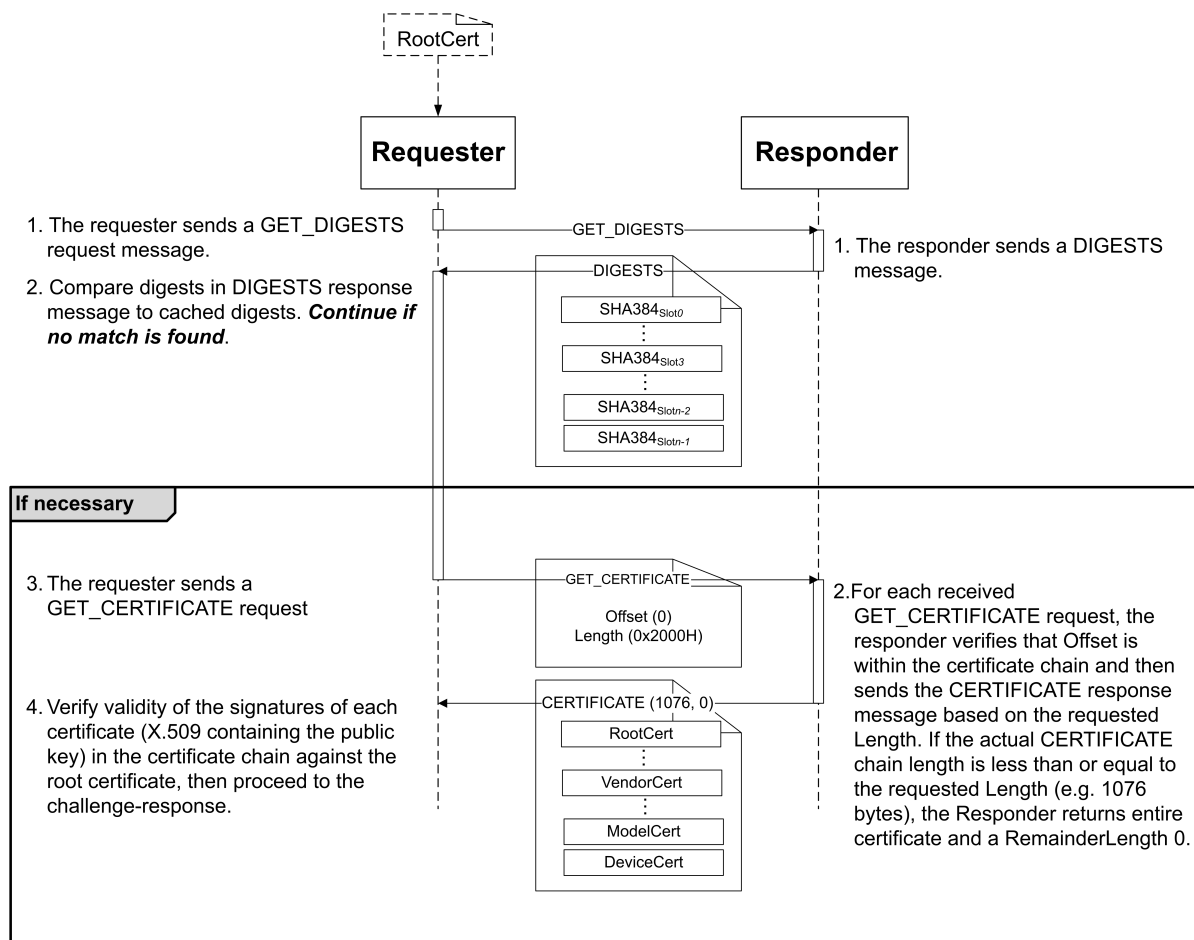 RootCert
Requester
Responder
1. The requester sends a GET_DIGESTS
request message.
2. Compare digests in DIGESTS response
message to cached digests. Continue if
no match is found.
GET_DIGESTS
1. The responder sends a DIGESTS
message.
DIGESTS
SHA384Slot0
⋮
SHA384Slot3
⋮
SHA384Slotn-2
SHA384Slotn-1
If necessary
3. The requester sends a
GET_CERTIFICATE request
GET_CERTIFICATE
Offset (0)
Length (0x2000H)
2.For each received
GET_CERTIFICATE request, the
responder verifies that Offset is
within the certificate chain and then
sends the CERTIFICATE response
message based on the requested
Length. If the actual CERTIFICATE
chain length is less than or equal to
the requested Length (e.g. 1076
bytes), the Responder returns entire
certificate and a RemainderLength 0.
4. Verify validity of the signatures of each
certificate (X.509 containing the public
key) in the certificate chain against the
root certificate, then proceed to the
challenge-response.
CERTIFICATE (1076, 0)
RootCert
⋮
VendorCert
⋮
ModelCert
DeviceCert